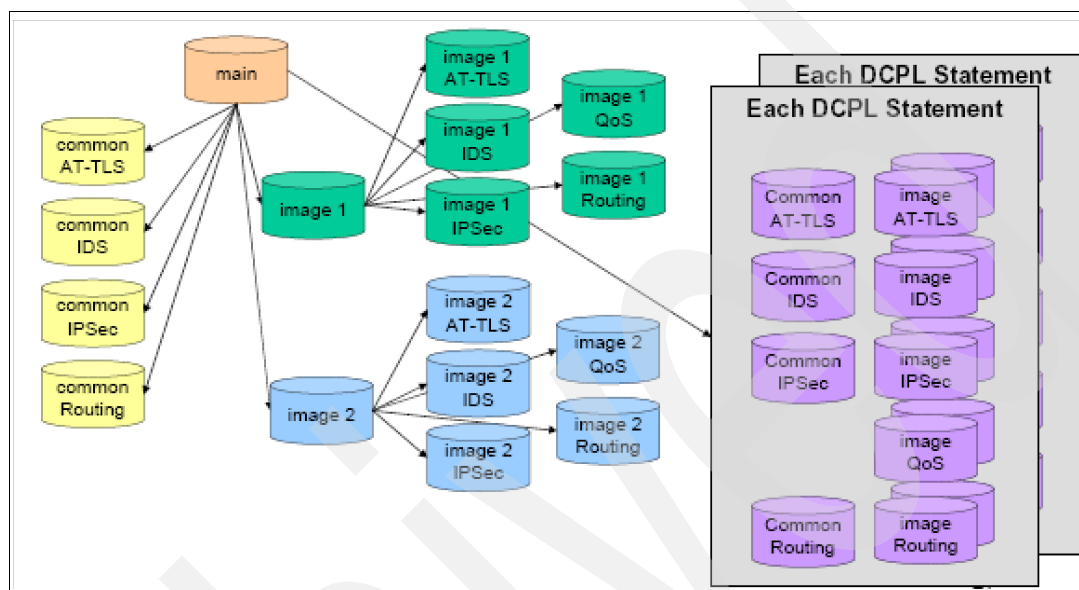 main
common
AT-TLS
common
IDS
common
IPSec
common
Routing
image 1
image 1
AT-TLS
image 1
IDS
image 1
IPSec
image 1
QoS
image 1
Routing
image 2
image 2
AT-TLS
image 2
IDS
image 2
IPSec
image 2
QoS
image 2
Routing
Each DCPL Statement
Each DCPL Statement
Common
AT-TLS
image
AT-TLS
Common
IDS
image
IDS
Common
IPSec
image
IPSec
image
QoS
Common
Routing
image
Routing